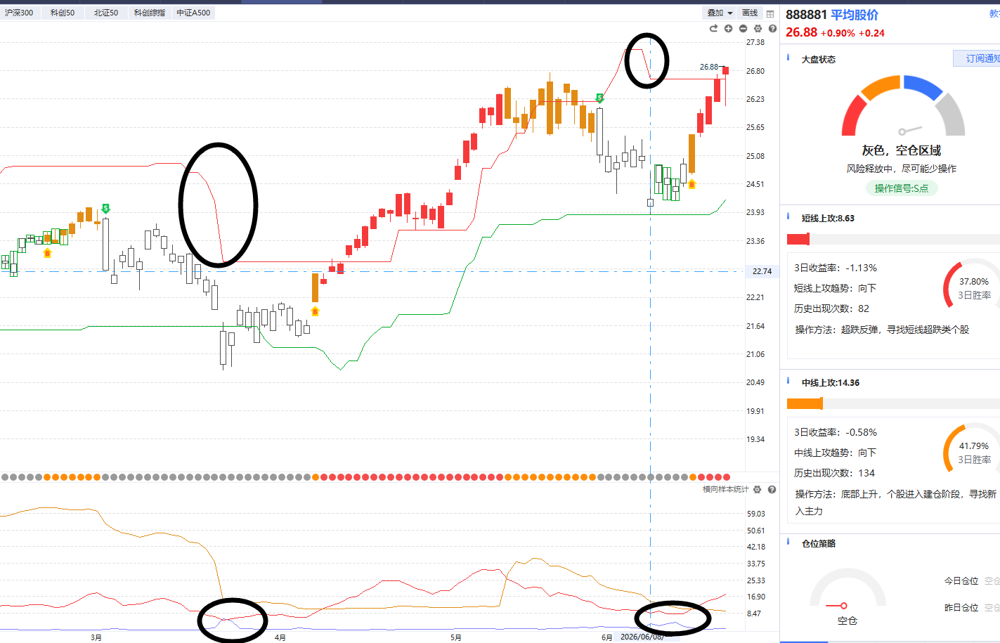 沪深300 科创50 北证50 科创综指 中证A500 叠加 画线
888881 平均股价
26.88 +0.90% +0.24
27.38
26.88
26.80
26.23
25.65
25.08
24.51
23.93
23.36
22.74
22.21
21.64
21.06
20.49
19.91
19.34
S
B
B
S
B
横向样本统计
59.03
50.61
42.18
33.75
25.33
16.90
8.47
3月 4月 5月 6月 2026/06/08/
大盘状态 订阅通知
灰色，空仓区域
风险释放中，尽可能少操作
操作信号:S点
短线上攻:8.63
3日收益率：-1.13%
短线上攻趋势：向下
历史出现次数：82
37.80%
3日胜率
操作方法：超跌反弹，寻找短线超跌类个股
中线上攻:14.36
3日收益率：-0.58%
中线上攻趋势：向下
历史出现次数：134
41.79%
3日胜率
操作方法：底部上升，个股进入建仓阶段，寻找新
入主力
仓位策略
空仓
今日仓位 空仓
昨日仓位 空仓